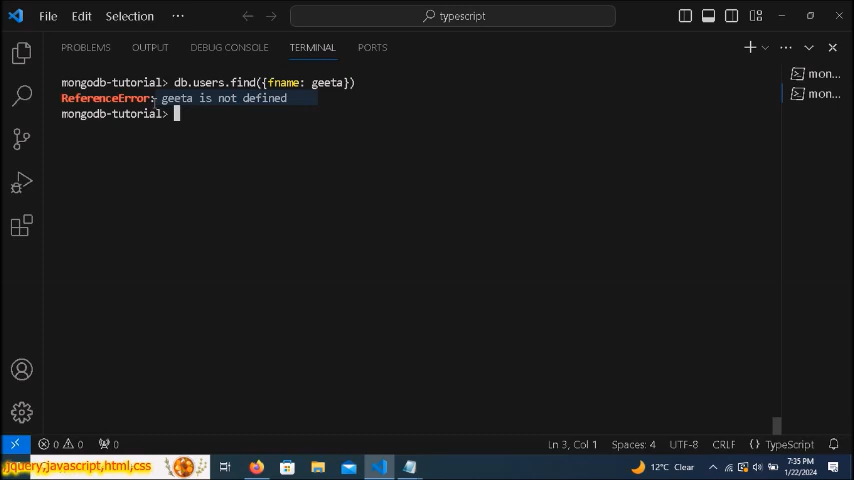 File Edit Selection ··· typescript
PROBLEMS OUTPUT DEBUG CONSOLE TERMINAL PORTS
mongodb-tutorial> db.users.find({fname: geeta})
ReferenceError: geeta is not defined
mongodb-tutorial>
mon...
mon...
0 0 0 Ln 3, Col 1 Spaces: 4 UTF-8 CRLF {} TypeScript
,jquery,javascript,html,css 12°C Clear 7:35 PM
1/22/2024